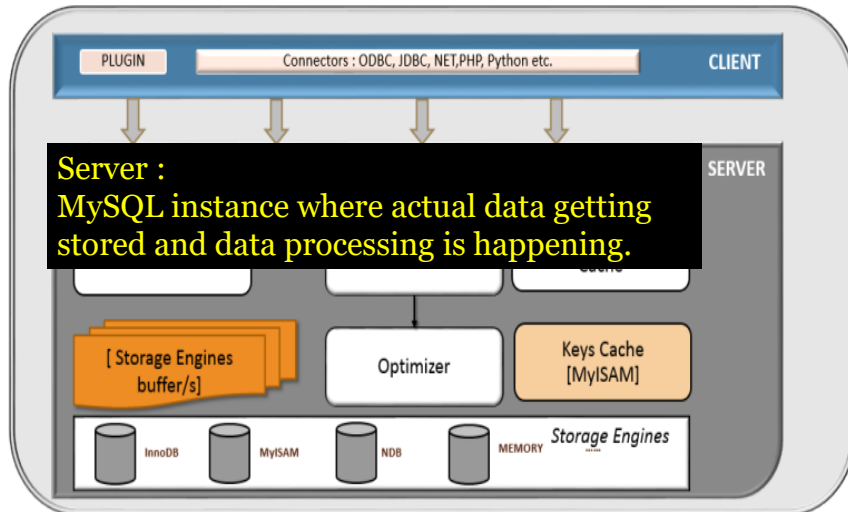 PLUGIN
Connectors : ODBC, JDBC, NET,PHP, Python etc.
CLIENT
SERVER
Server :
MySQL instance where actual data getting
stored and data processing is happening.
[ Storage Engines
buffer/s]
Optimizer
Keys Cache
[MyISAM]
Storage Engines
......
InnoDB
MyISAM
NDB
MEMORY